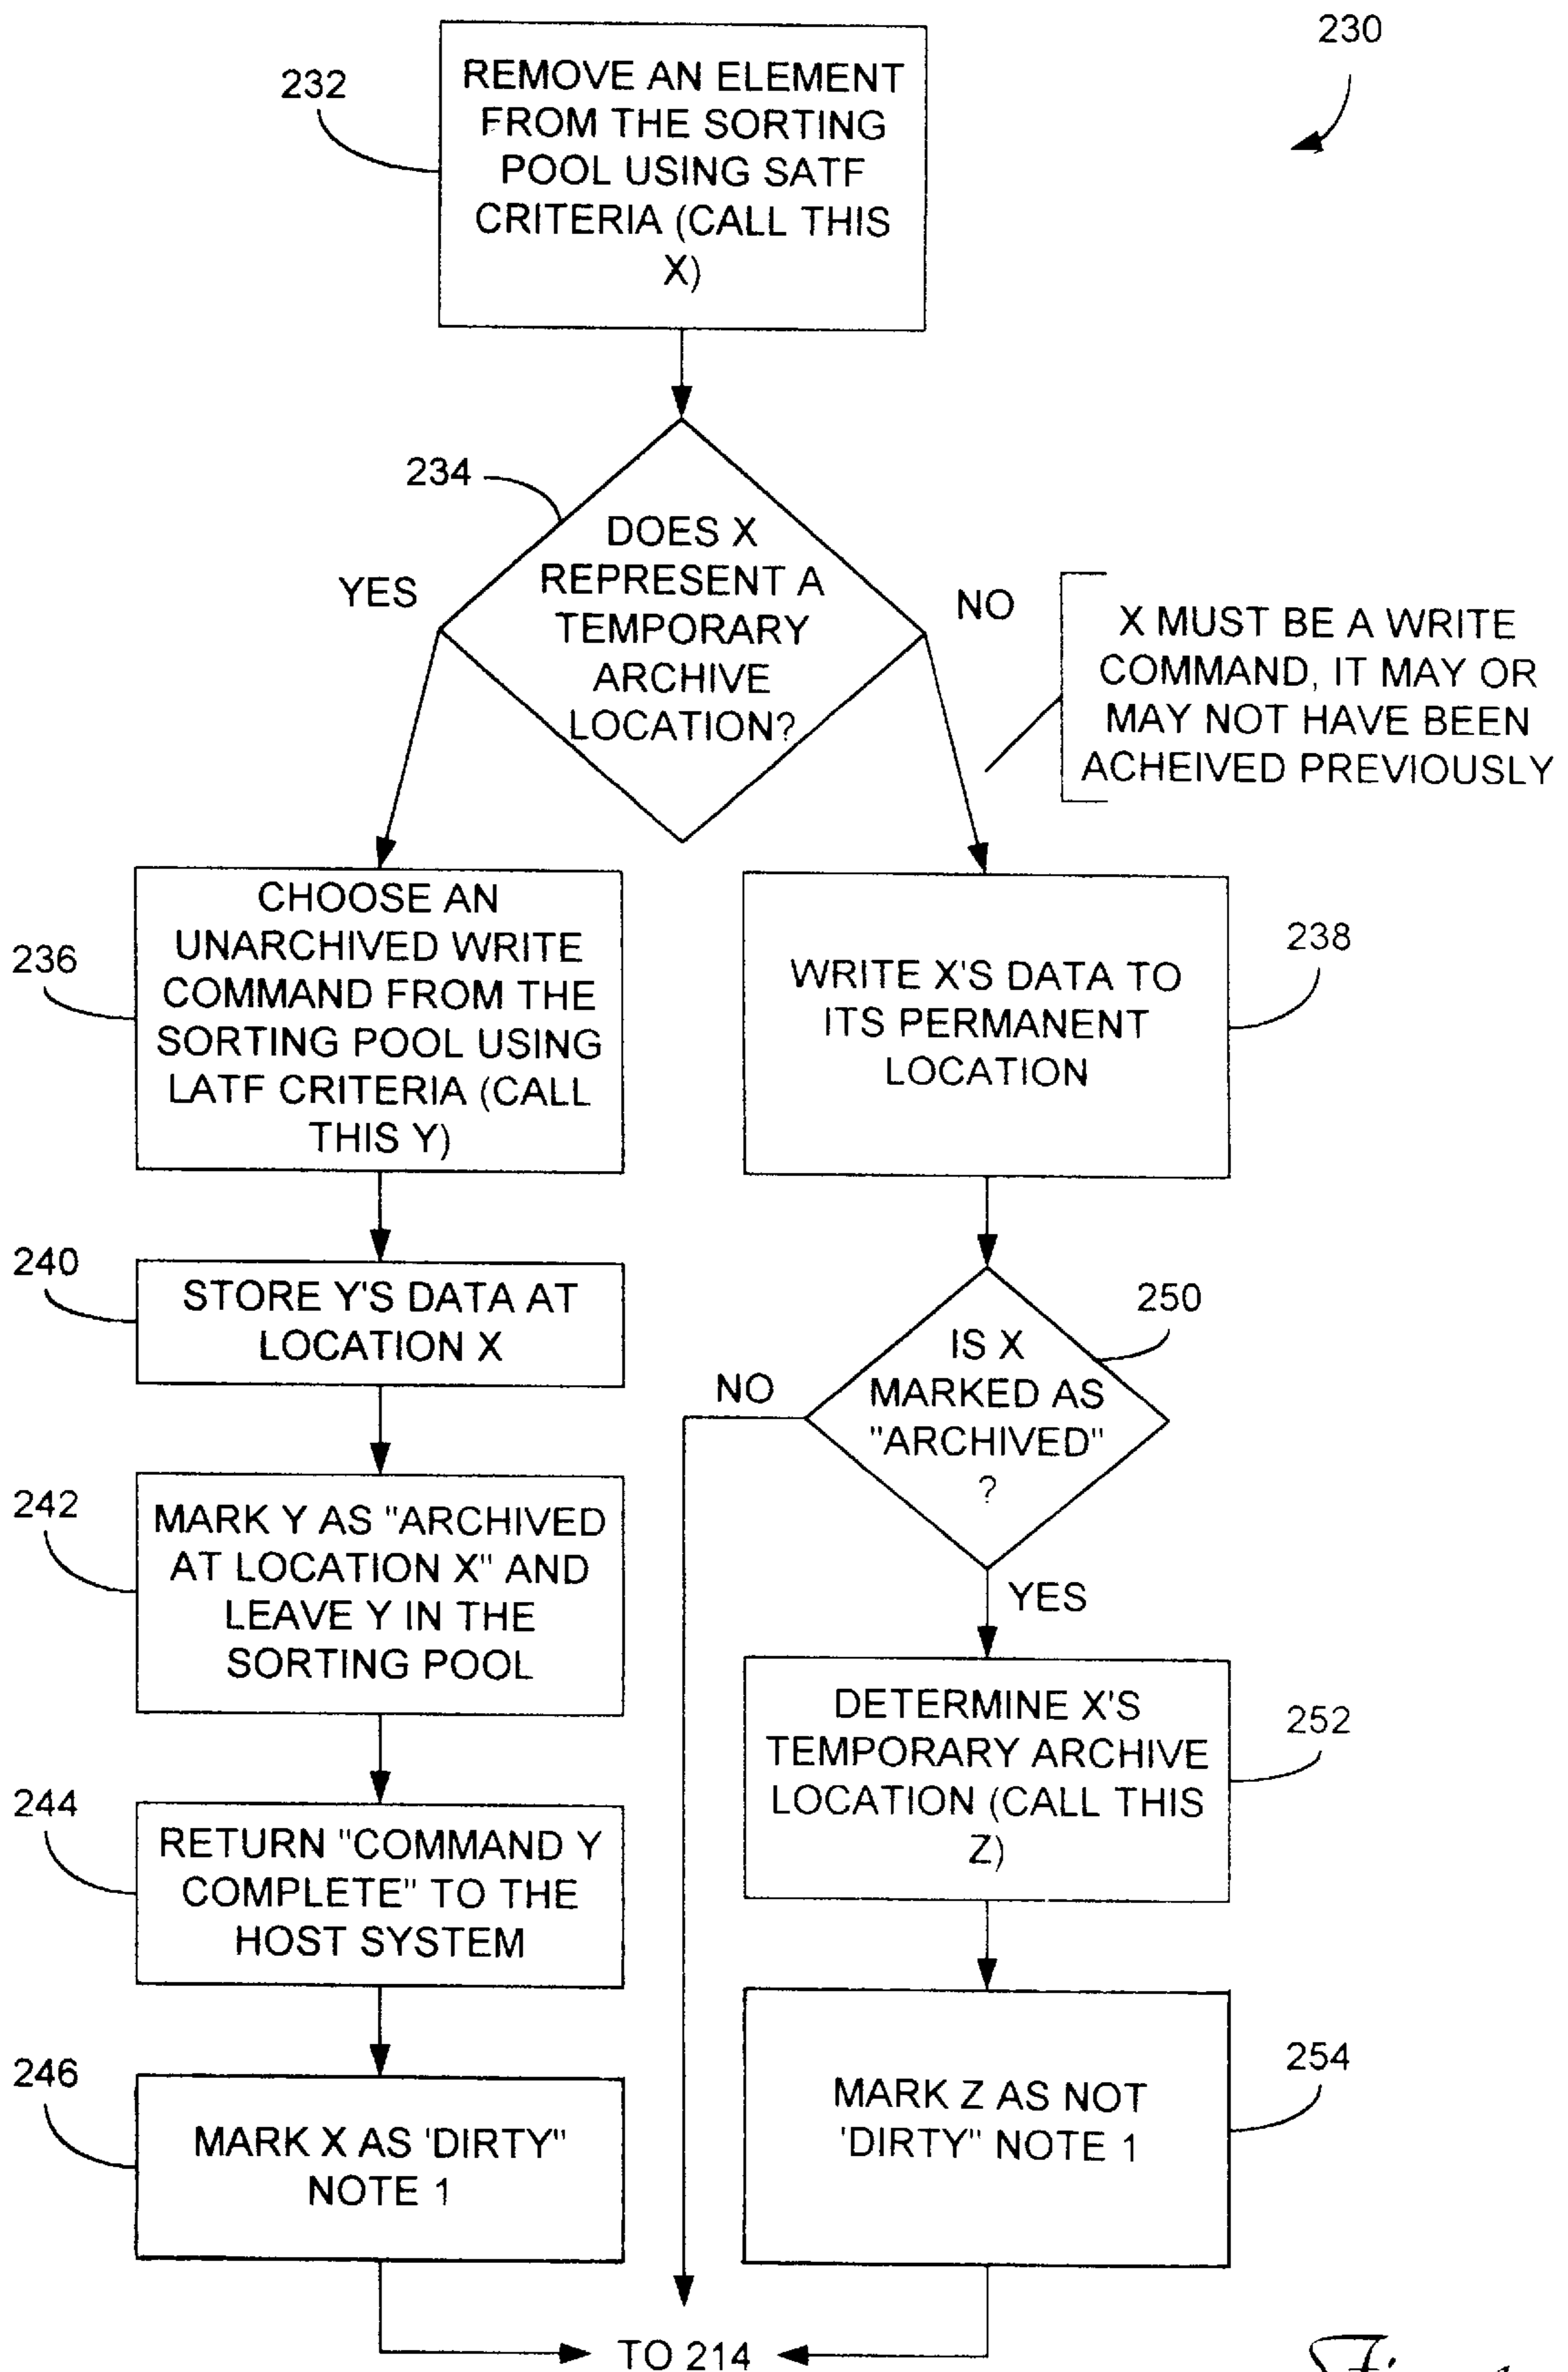 230
232
REMOVE AN ELEMENT
FROM THE SORTING
POOL USING SATF
CRITERIA (CALL THIS
X)
234
DOES X
REPRESENT A
TEMPORARY
ARCHIVE
LOCATION?
YES
NO
X MUST BE A WRITE
COMMAND, IT MAY OR
MAY NOT HAVE BEEN
ACHEIVED PREVIOUSLY
236
CHOOSE AN
UNARCHIVED WRITE
COMMAND FROM THE
SORTING POOL USING
LATF CRITERIA (CALL
THIS Y)
238
WRITE X'S DATA TO
ITS PERMANENT
LOCATION
240
STORE Y'S DATA AT
LOCATION X
250
IS X
MARKED AS
"ARCHIVED"
?
NO
YES
242
MARK Y AS "ARCHIVED
AT LOCATION X" AND
LEAVE Y IN THE
SORTING POOL
252
DETERMINE X'S
TEMPORARY ARCHIVE
LOCATION (CALL THIS
Z)
244
RETURN "COMMAND Y
COMPLETE" TO THE
HOST SYSTEM
246
MARK X AS 'DIRTY"
NOTE 1
254
MARK Z AS NOT
'DIRTY" NOTE 1
TO 214